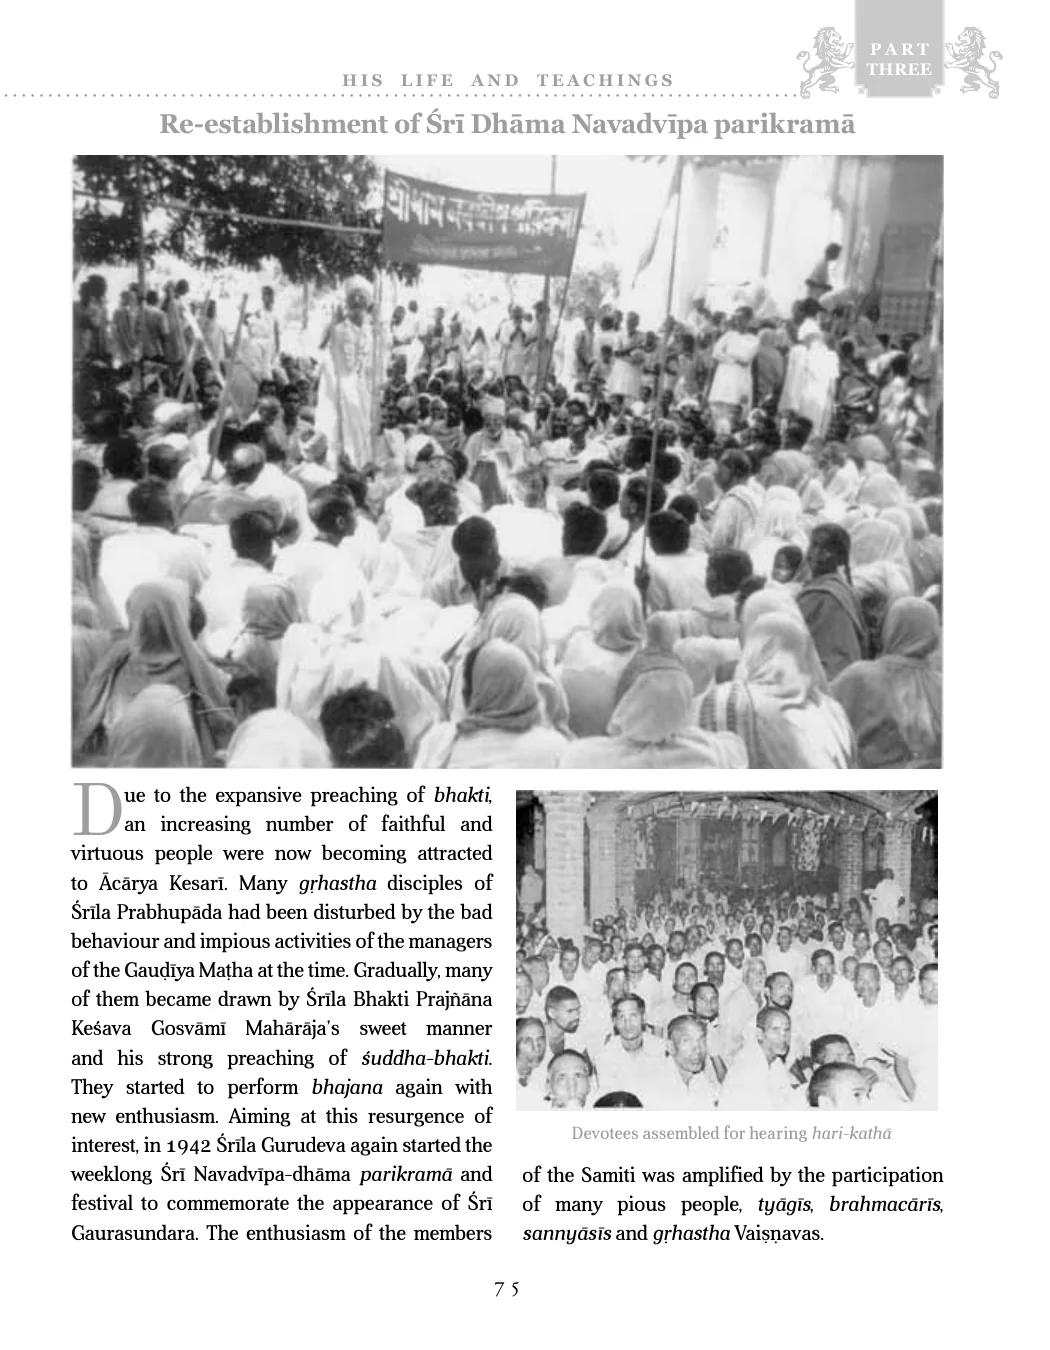 HIS LIFE AND TEACHINGS
PART
THREE
Re-establishment of Śrī Dhāma Navadvīpa parikramā
Due to the expansive preaching of bhakti,
an increasing number of faithful and
virtuous people were now becoming attracted
to Ācārya Kesarī. Many gṛhastha disciples of
Śrīla Prabhupāda had been disturbed by the bad
behaviour and impious activities of the managers
of the Gauḍīya Maṭha at the time. Gradually, many
of them became drawn by Śrīla Bhakti Prajñāna
Keśava Gosvāmī Mahārāja’s sweet manner
and his strong preaching of śuddha-bhakti.
They started to perform bhajana again with
new enthusiasm. Aiming at this resurgence of
interest, in 1942 Śrīla Gurudeva again started the
weeklong Śrī Navadvīpa-dhāma parikramā and
festival to commemorate the appearance of Śrī
Gaurasundara. The enthusiasm of the members
Devotees assembled for hearing hari-kathā
of the Samiti was amplified by the participation
of many pious people, tyāgīs, brahmacārīs,
sannyāsīs and gṛhastha Vaiṣṇavas.
75